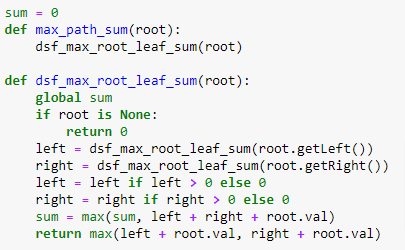 sum = 0
def max_path_sum(root):
    dsf_max_root_leaf_sum(root)

def dsf_max_root_leaf_sum(root):
    global sum
    if root is None:
        return 0
    left = dsf_max_root_leaf_sum(root.getLeft())
    right = dsf_max_root_leaf_sum(root.getRight())
    left = left if left > 0 else 0
    right = right if right > 0 else 0
    sum = max(sum, left + right + root.val)
    return max(left + root.val, right + root.val)